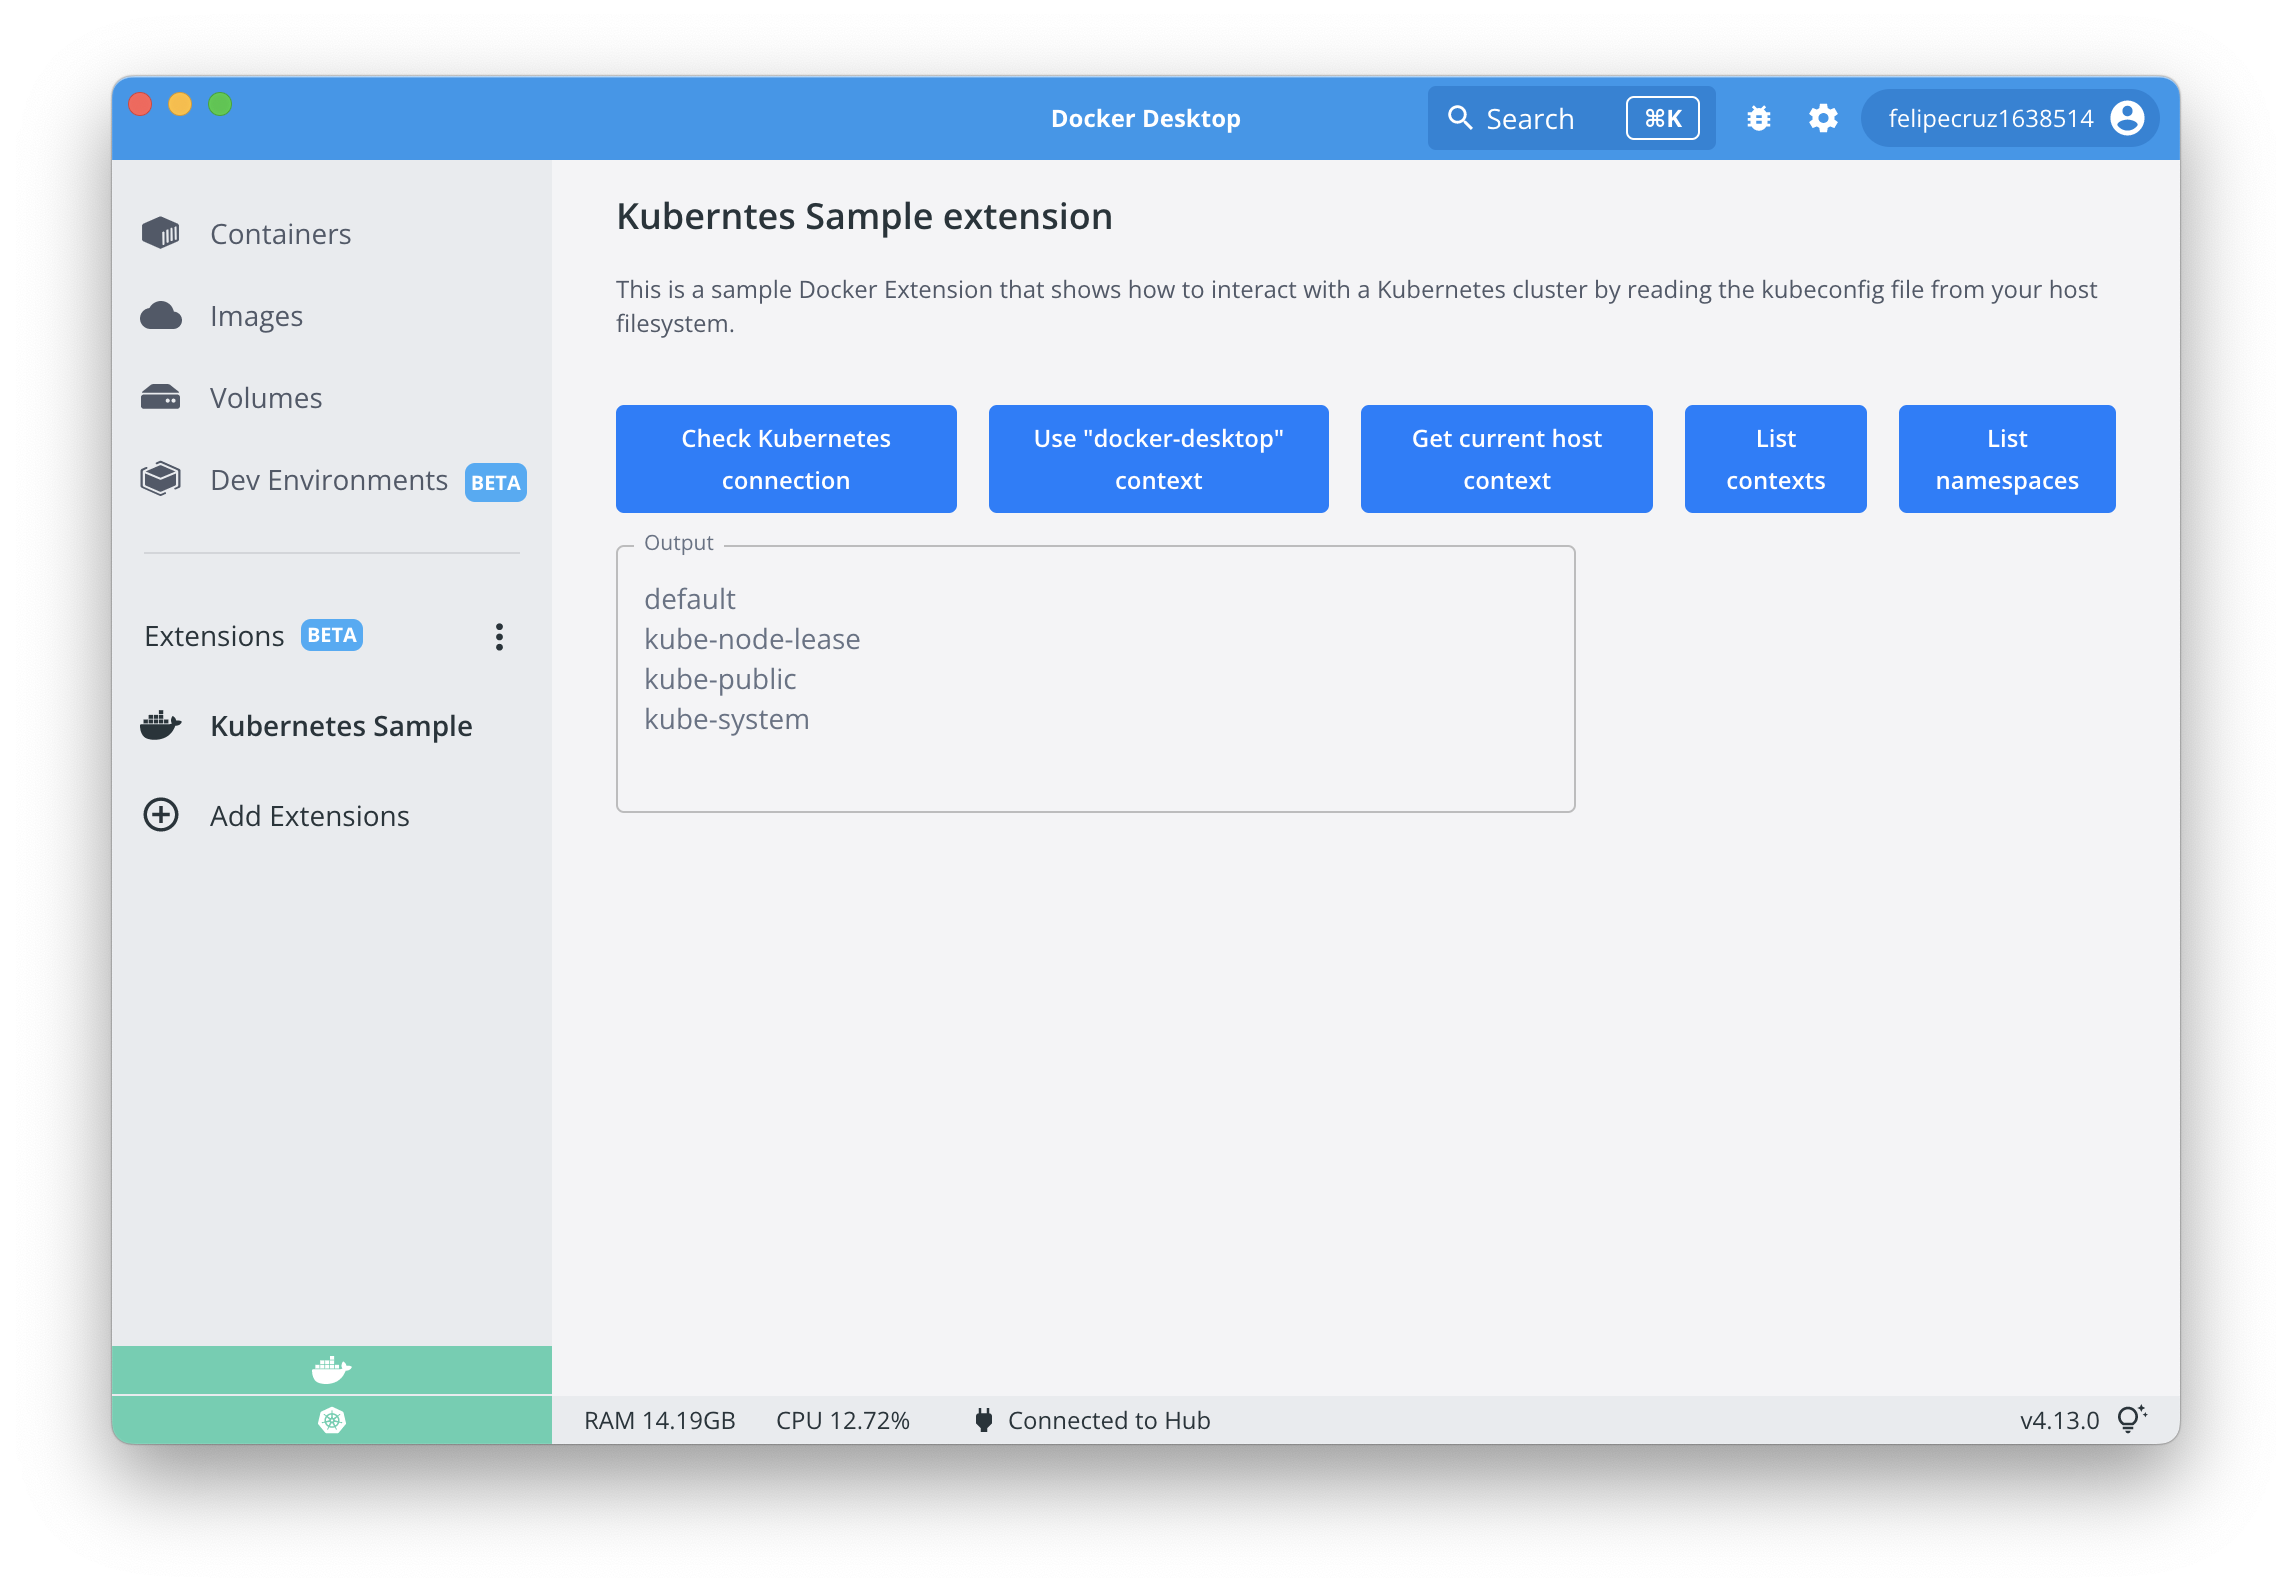 Docker Desktop
Search
⌘K
felipecruz1638514
Containers
Images
Volumes
Dev Environments BETA
Extensions BETA
Kubernetes Sample
Add Extensions
Kuberntes Sample extension
This is a sample Docker Extension that shows how to interact with a Kubernetes cluster by reading the kubeconfig file from your host
filesystem.
Check Kubernetes
connection
Use "docker-desktop"
context
Get current host
context
List
contexts
List
namespaces
Output
default
kube-node-lease
kube-public
kube-system
RAM 14.19GB
CPU 12.72%
Connected to Hub
v4.13.0